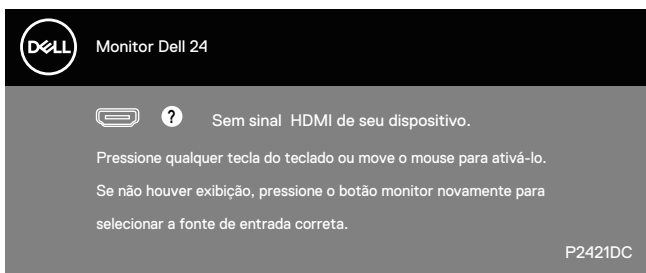 DELL
Monitor Dell 24
? Sem sinal HDMI de seu dispositivo.
Pressione qualquer tecla do teclado ou move o mouse para ativá-lo.
Se não houver exibição, pressione o botão monitor novamente para
selecionar a fonte de entrada correta.
P2421DC